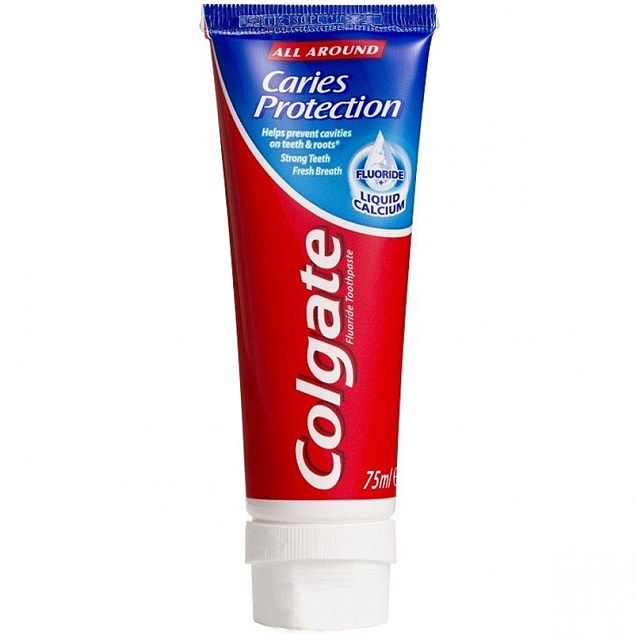 ALL AROUND
Caries
Protection
Helps prevent cavities
on teeth & roots*
Strong Teeth
Fresh Breath
FLUORIDE
+
LIQUID
CALCIUM
Colgate
Fluoride Toothpaste
75ml e